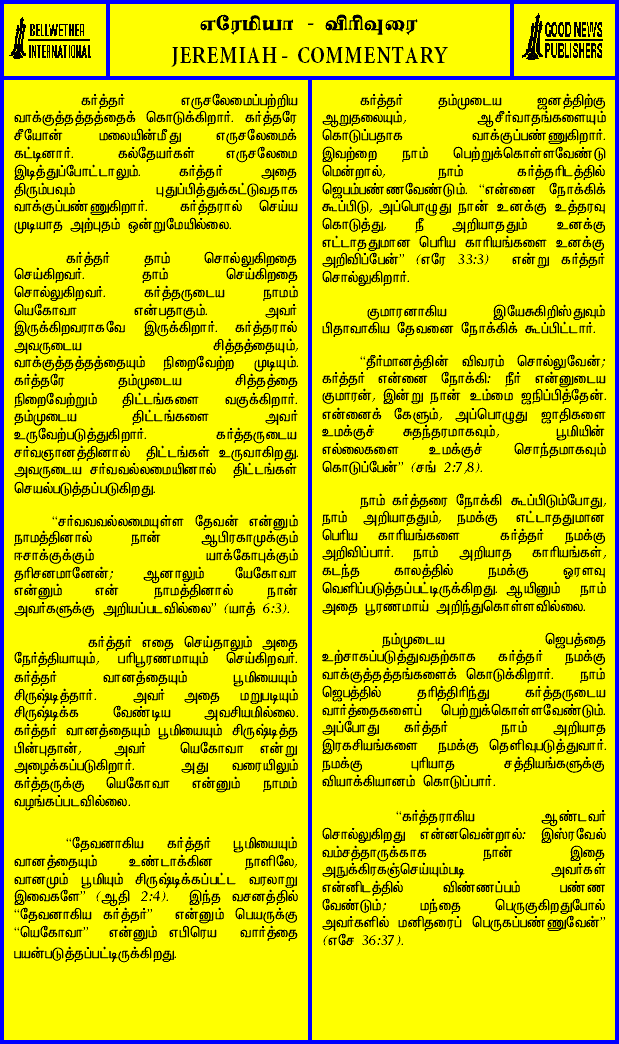 BELLWETHER
INTERNATIONAL
எரேமியா - விரிவுரை
JEREMIAH - COMMENTARY
GOOD NEWS
PUBLISHERS
கர்த்தர் எருசலேமைப்பற்றிய
வாக்குத்தத்தத்தைக் கொடுக்கிறார். கர்த்தரே
சீயோன் மலையின்மீது எருசலேமைக்
கட்டினார். கல்தேயர்கள் எருசலேமை
இடித்துப்போட்டாலும். கர்த்தர் அதை
திரும்பவும் புதுப்பித்துக்கட்டுவதாக
வாக்குப்பண்ணுகிறார். கர்த்தரால் செய்ய
முடியாத அற்புதம் ஒன்றுமேயில்லை.
கர்த்தர் தாம் சொல்லுகிறதை
செய்கிறவர். தாம் செய்கிறதை
சொல்லுகிறவர். கர்த்தருடைய நாமம்
யெகோவா என்பதாகும். அவர்
இருக்கிறவராகவே இருக்கிறார். கர்த்தரால்
அவருடைய சித்தத்தையும்,
வாக்குத்தத்தத்தையும் நிறைவேற்ற முடியும்.
கர்த்தரே தம்முடைய சித்தத்தை
நிறைவேற்றும் திட்டங்களை வகுக்கிறார்.
தம்முடைய திட்டங்களை அவர்
உருவேற்படுத்துகிறார். கர்த்தருடைய
சர்வஞானத்தினால் திட்டங்கள் உருவாகிறது.
அவருடைய சர்வவல்லமையினால் திட்டங்கள்
செயல்படுத்தப்படுகிறது.
“சர்வவவல்லமையுள்ள தேவன் என்னும்
நாமத்தினால் நான் ஆபிரகாமுக்கும்
ஈசாக்குக்கும் யாக்கோபுக்கும்
தரிசனமானேன்; ஆனாலும் யேகோவா
என்னும் என் நாமத்தினால் நான்
அவர்களுக்கு அறியப்படவில்லை” (யாத் 6:3).
கர்த்தர் எதை செய்தாலும் அதை
நேர்த்தியாயும், பரிபூரணமாயும் செய்கிறவர்.
கர்த்தர் வானத்தையும் பூமியையும்
சிருஷ்டித்தார். அவர் அதை மறுபடியும்
சிருஷ்டிக்க வேண்டிய அவசியமில்லை.
கர்த்தர் வானத்தையும் பூமியையும் சிருஷ்டித்த
பின்புதான், அவர் யெகோவா என்று
அழைக்கப்படுகிறார். அது வரையிலும்
கர்த்தருக்கு யெகோவா என்னும் நாமம்
வழங்கப்படவில்லை.
“தேவனாகிய கர்த்தர் பூமியையும்
வானத்தையும் உண்டாக்கின நாளிலே,
வானமும் பூமியும் சிருஷ்டிக்கப்பட்ட வரலாறு
இவைகளே” (ஆதி 2:4). இந்த வசனத்தில்
“தேவனாகிய கர்த்தர்” என்னும் பெயருக்கு
“யெகோவா” என்னும் எபிரெய வார்த்தை
பயன்படுத்தப்பட்டிருக்கிறது.
கர்த்தர் தம்முடைய ஜனத்திற்கு
ஆறுதலையும், ஆசீர்வாதங்களையும்
கொடுப்பதாக வாக்குப்பண்ணுகிறார்.
இவற்றை நாம் பெற்றுக்கொள்ளவேண்டு
மென்றால், நாம் கர்த்தரிடத்தில்
ஜெபம்பண்ணவேண்டும். “என்னை நோக்கிக்
கூப்பிடு, அப்பொழுது நான் உனக்கு உத்தரவு
கொடுத்து, நீ அறியாததும் உனக்கு
எட்டாததுமான பெரிய காரியங்களை உனக்கு
அறிவிப்பேன்” (எரே 33:3) என்று கர்த்தர்
சொல்லுகிறார்.
குமாரனாகிய இயேசுகிறிஸ்துவும்
பிதாவாகிய தேவனை நோக்கிக் கூப்பிட்டார்.
“தீர்மானத்தின் விவரம் சொல்லுவேன்;
கர்த்தர் என்னை நோக்கி: நீர் என்னுடைய
குமாரன், இன்று நான் உம்மை ஜநிப்பித்தேன்.
என்னைக் கேளும், அப்பொழுது ஜாதிகளை
உமக்குச் சுதந்தரமாகவும், பூமியின்
எல்லைகளை உமக்குச் சொந்தமாகவும்
கொடுப்பேன்” (சங் 2:7,8).
நாம் கர்த்தரை நோக்கி கூப்பிடும்போது,
நாம் அறியாததும், நமக்கு எட்டாததுமான
பெரிய காரியங்களை கர்த்தர் நமக்கு
அறிவிப்பார். நாம் அறியாத காரியங்கள்,
கடந்த காலத்தில் நமக்கு ஓரளவு
வெளிப்படுத்தப்பட்டிருக்கிறது. ஆயினும் நாம்
அதை பூரணமாய் அறிந்துகொள்ளவில்லை.
நம்முடைய ஜெபத்தை
உற்சாகப்படுத்துவதற்காக கர்த்தர் நமக்கு
வாக்குத்தத்தங்களைக் கொடுக்கிறார். நாம்
ஜெபத்தில் தரித்திரிந்து கர்த்தருடைய
வார்த்தைகளைப் பெற்றுக்கொள்ளவேண்டும்.
அப்போது கர்த்தர் நாம் அறியாத
இரகசியங்களை நமக்கு தெளிவுபடுத்துவார்.
நமக்கு புரியாத சத்தியங்களுக்கு
வியாக்கியானம் கொடுப்பார்.
“கர்த்தராகிய ஆண்டவர்
சொல்லுகிறது என்னவென்றால்: இஸ்ரவேல்
வம்சத்தாருக்காக நான் இதை
அநுக்கிரகஞ்செய்யும்படி அவர்கள்
என்னிடத்தில் விண்ணப்பம் பண்ண
வேண்டும்; மந்தை பெருகுகிறதுபோல்
அவர்களில் மனிதரைப் பெருகப்பண்ணுவேன்”
(எசே 36:37).